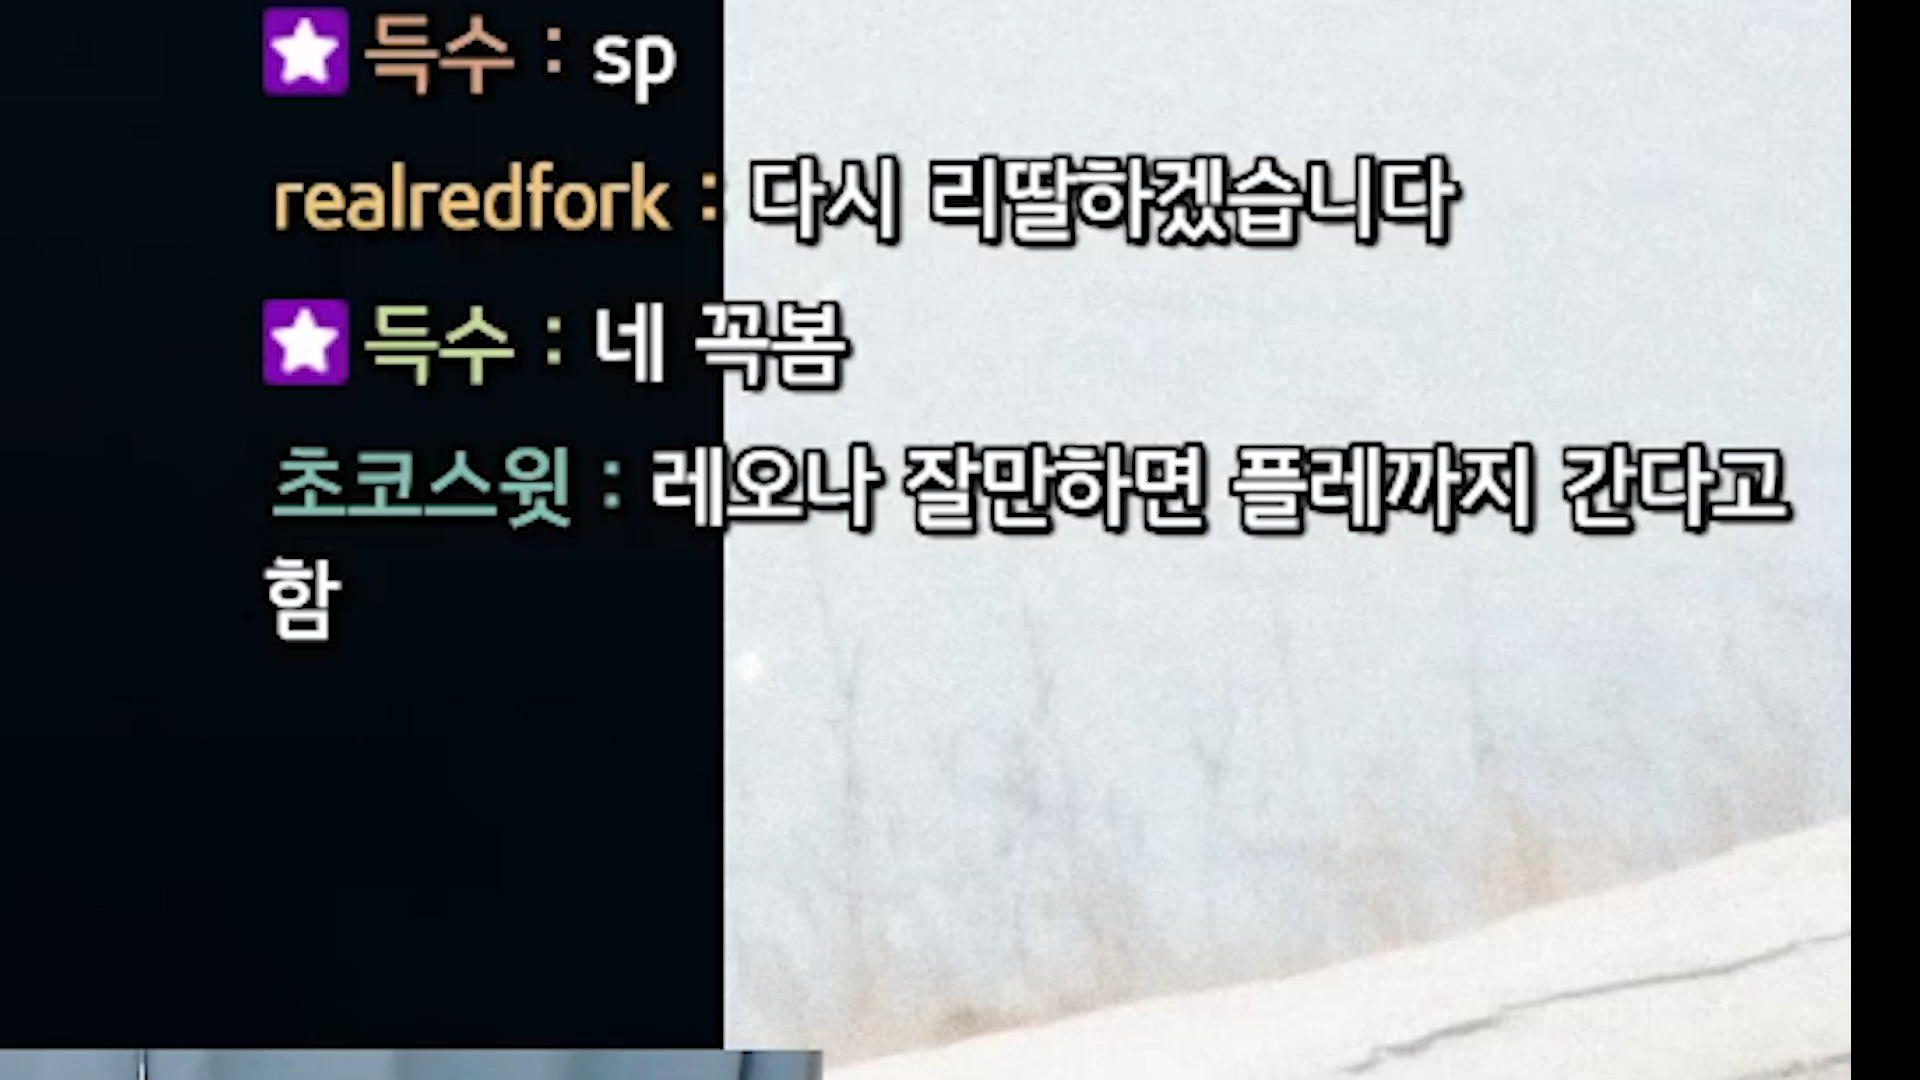 득수 : sp
realredfork : 다시 리딸하겠습니다
득수 : 네 꼭봄
초코스윗 : 레오나 잘만하면 플레까지 간다고
함